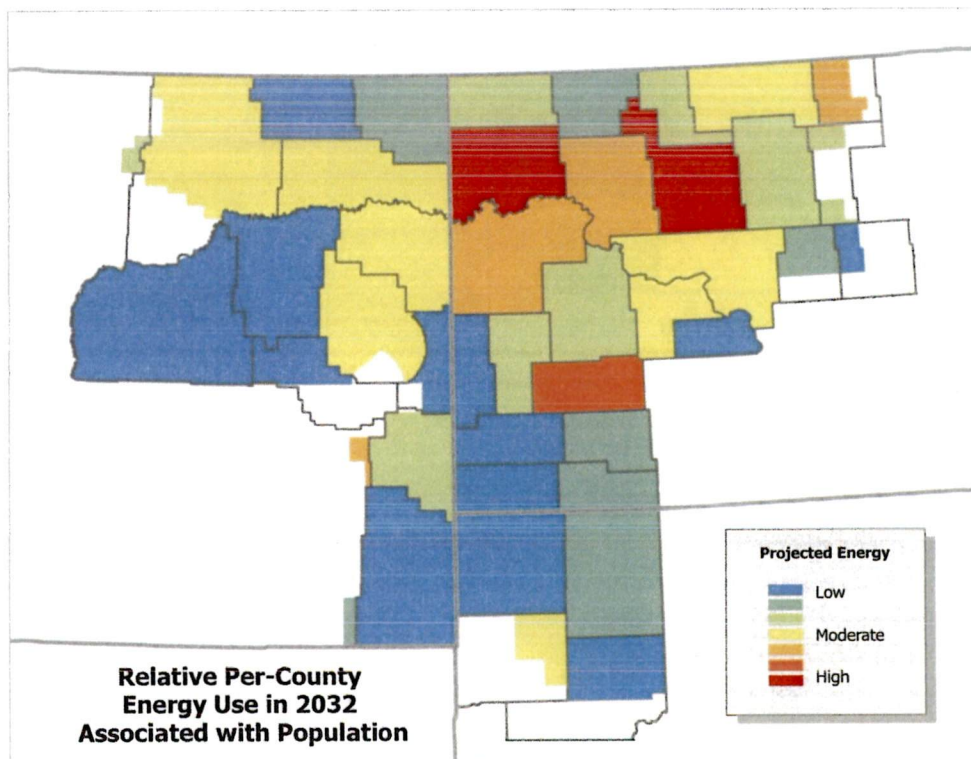 Projected Energy
Low
Moderate
High
Relative Per-County
Energy Use in 2032
Associated with Population